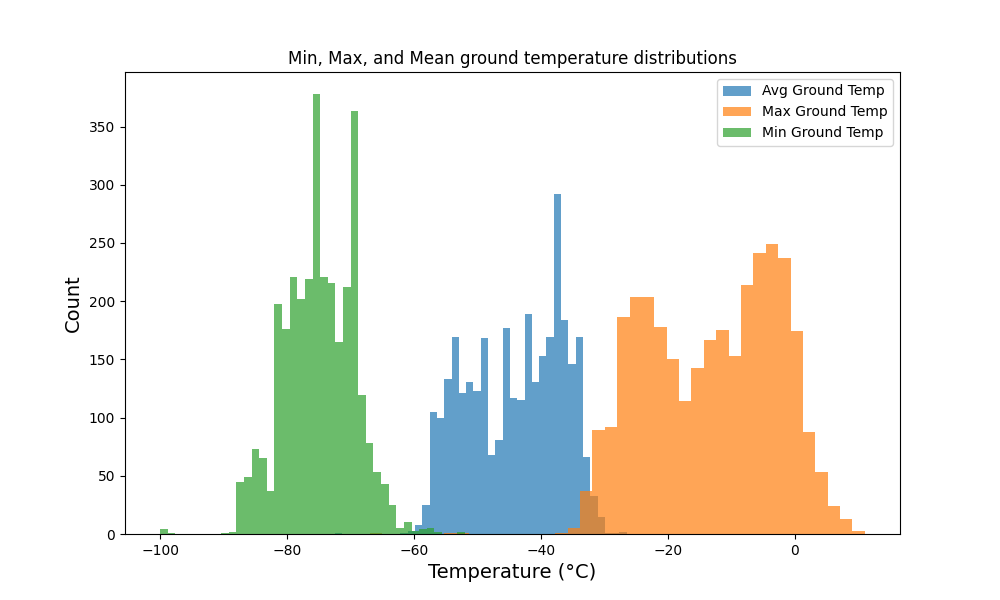 Min, Max, and Mean ground temperature distributions
Avg Ground Temp
Max Ground Temp
Min Ground Temp
Count
350
300
250
200
150
100
50
0
−100
−80
−60
−40
−20
0
Temperature (°C)